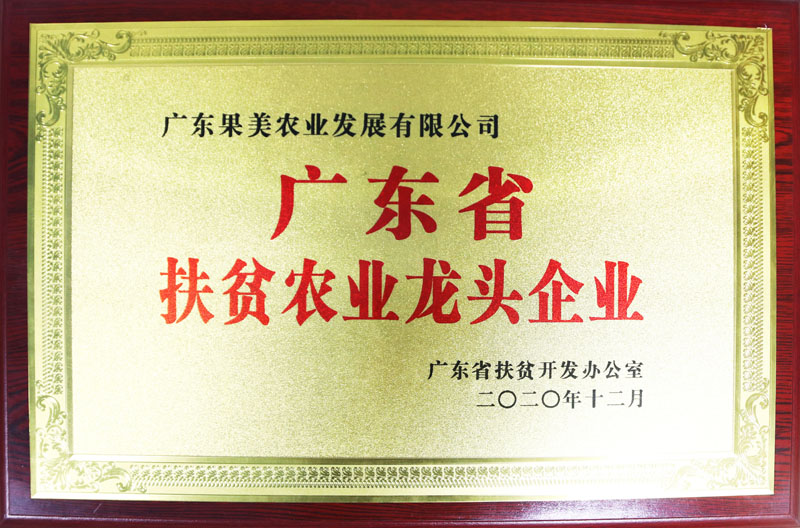 广东果美农业发展有限公司
广东省
扶贫农业龙头企业
广东省扶贫开发办公室
二〇二〇年十二月